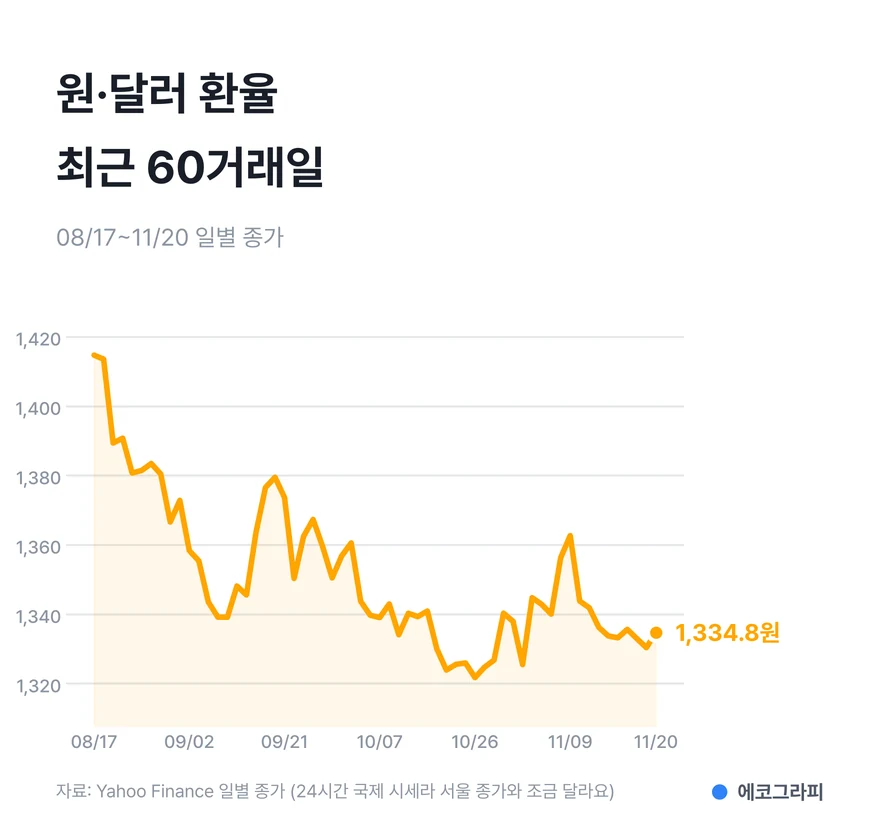 원·달러 환율
최근 60거래일
08/17~11/20 일별 종가
1,420
1,400
1,380
1,360
1,340
1,320
1,334.8원
08/17 09/02 09/21 10/07 10/26 11/09 11/20
자료: Yahoo Finance 일별 종가 (24시간 국제 시세라 서울 종가와 조금 달라요)
에코그라피